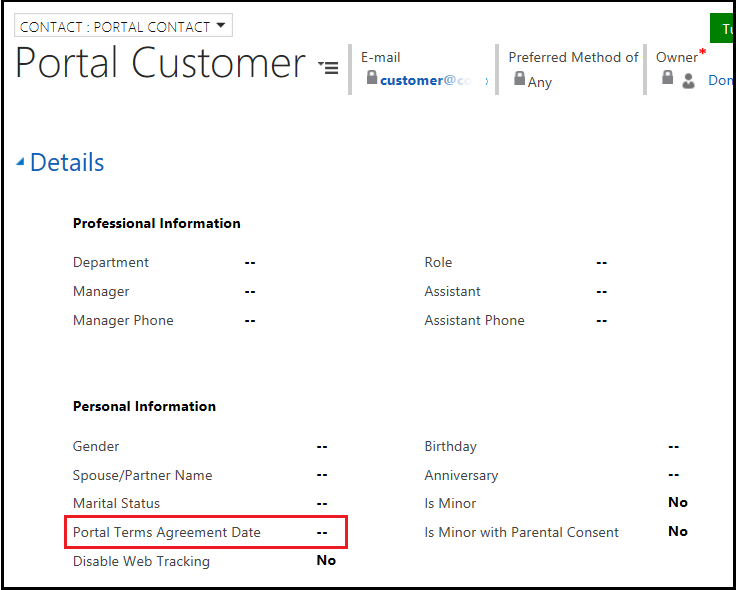 CONTACT : PORTAL CONTACT
Portal Customer
E-mail
customer@co
Preferred Method of
Any
Owner*
Don
Details
Professional Information
Department -- Role --
Manager -- Assistant --
Manager Phone -- Assistant Phone --
Personal Information
Gender -- Birthday --
Spouse/Partner Name -- Anniversary --
Marital Status -- Is Minor No
Portal Terms Agreement Date -- Is Minor with Parental Consent No
Disable Web Tracking No